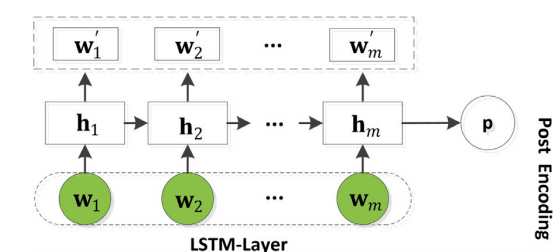 w'1 w'2 ... w'm
h1 h2 ... hm p
w1 w2 ... wm
LSTM-Layer
Post Encoding